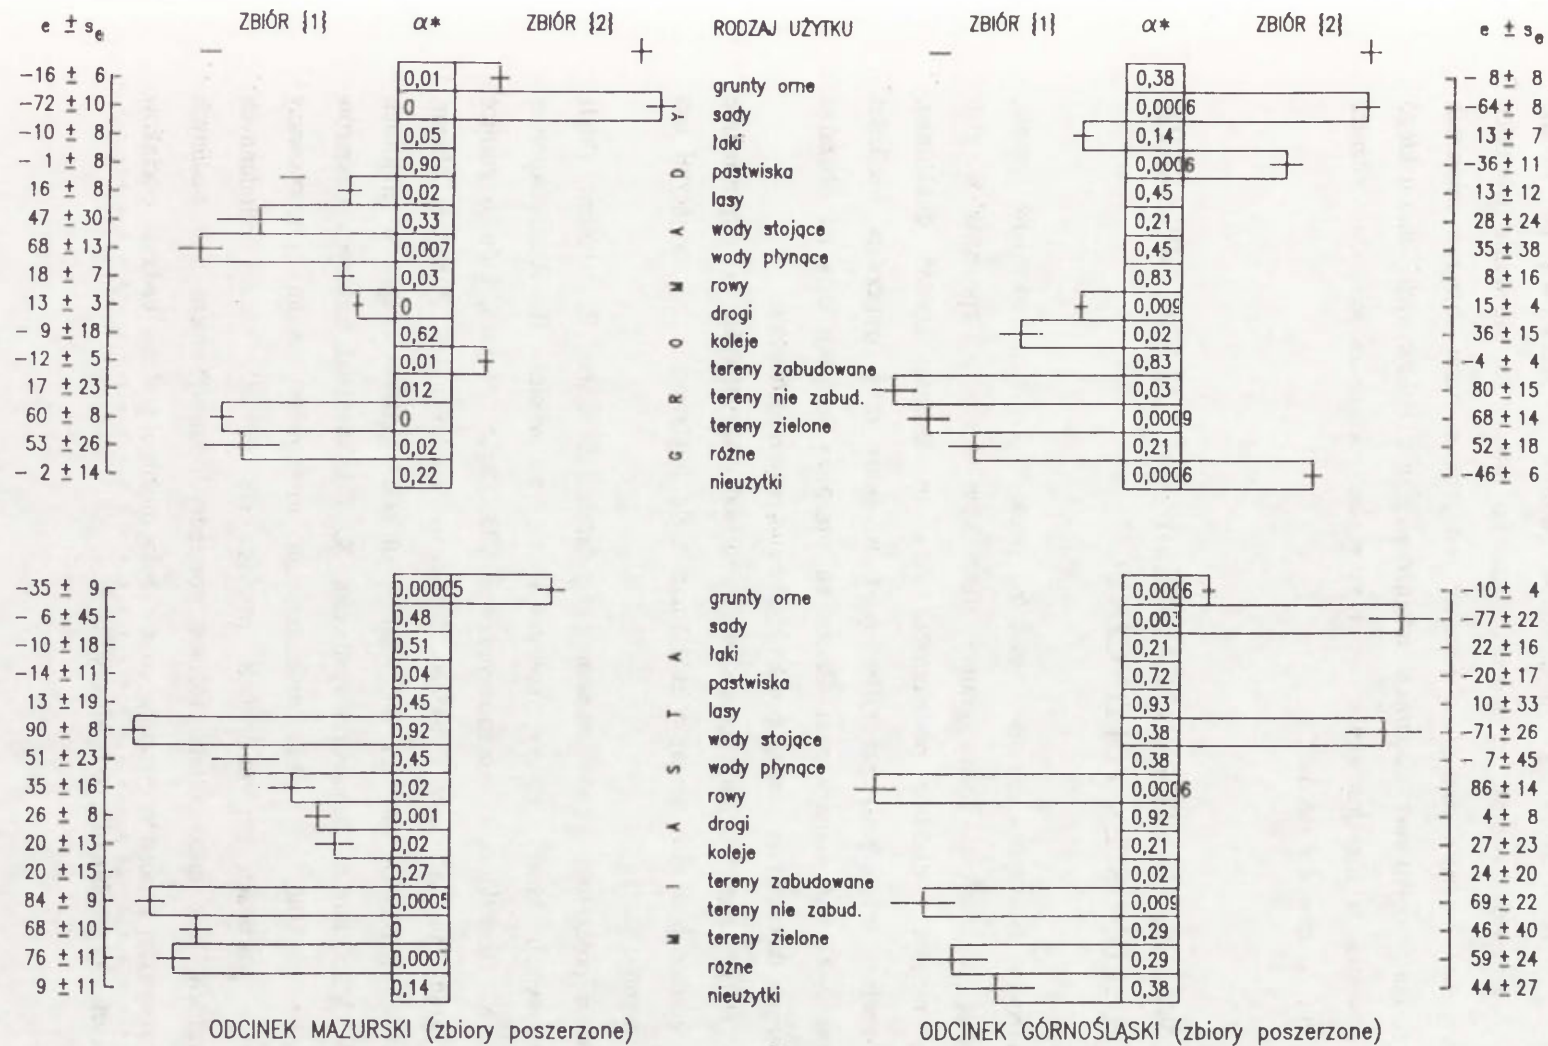 e ± se ZBIÓR {1} α* ZBIÓR {2} RODZAJ UŻYTKU ZBIÓR {1} α* ZBIÓR {2} e ± se
-16 ± 6 0,01 grunty orne 0,38 - 8 ± 8
-72 ± 10 0 sady 0,0006 -64 ± 8
-10 ± 8 0,05 łaki 0,14 13 ± 7
- 1 ± 8 0,90 pastwiska 0,0006 -36 ± 11
16 ± 8 0,02 lasy 0,45 13 ± 12
47 ± 30 0,33 wody stojące 0,21 28 ± 24
68 ± 13 0,007 wody płynące 0,45 35 ± 38
18 ± 7 0,03 rowy 0,83 8 ± 16
13 ± 3 0 drogi 0,009 15 ± 4
- 9 ± 18 0,62 koleje 0,02 36 ± 15
-12 ± 5 0,01 tereny zabudowane 0,83 -4 ± 4
17 ± 23 012 tereny nie zabud. 0,03 80 ± 15
60 ± 8 0 tereny zielone 0,0009 68 ± 14
53 ± 26 0,02 różne 0,21 52 ± 18
- 2 ± 14 0,22 nieużytki 0,0006 -46 ± 6
GROMADY
-35 ± 9 0,00005 grunty orne 0,0006 -10 ± 4
- 6 ± 45 0,48 sady 0,003 -77 ± 22
-10 ± 18 0,51 łaki 0,21 22 ± 16
-14 ± 11 0,04 pastwiska 0,72 -20 ± 17
13 ± 19 0,45 lasy 0,93 10 ± 33
90 ± 8 0,92 wody stojące 0,38 -71 ± 26
51 ± 23 0,45 wody płynące 0,38 - 7 ± 45
35 ± 16 0,02 rowy 0,0006 86 ± 14
26 ± 8 0,001 drogi 0,92 4 ± 8
20 ± 13 0,02 koleje 0,21 27 ± 23
20 ± 15 0,27 tereny zabudowane 0,02 24 ± 20
84 ± 9 0,0005 tereny nie zabud. 0,009 69 ± 22
68 ± 10 0 tereny zielone 0,29 46 ± 40
76 ± 11 0,0007 różne 0,29 59 ± 24
9 ± 11 0,14 nieużytki 0,38 44 ± 27
MIASTA
ODCINEK MAZURSKI (zbiory poszerzone) ODCINEK GÓRNOŚLĄSKI (zbiory poszerzone)